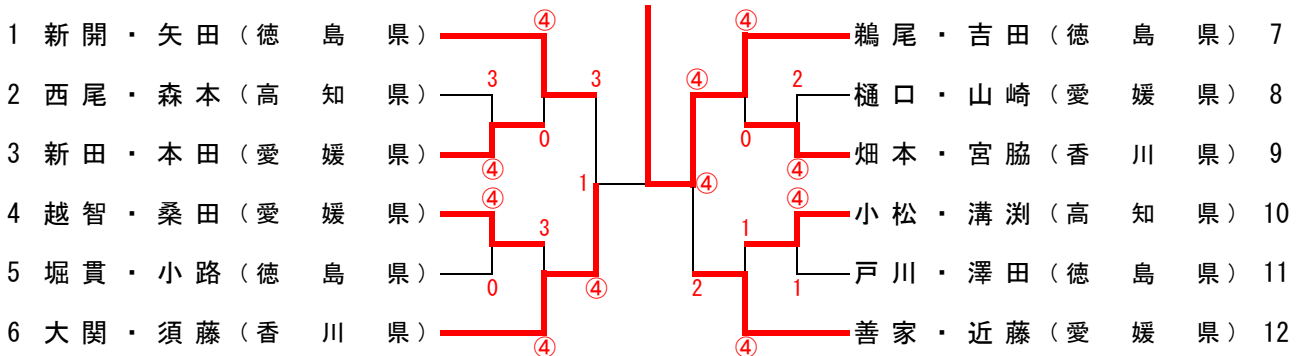 ④ ④
1 新開・矢田(徳島県) 鵜尾・吉田(徳島県) 7
3 3 ④ 2
2 西尾・森本(高知県) 樋口・山崎(愛媛県) 8
0 0
3 新田・本田(愛媛県) 畑本・宮脇(香川県) 9
④ ④
1 ④
④ ④
4 越智・桑田(愛媛県) 小松・溝渕(高知県) 10
3 1
5 堀貫・小路(徳島県) 戸川・澤田(徳島県) 11
0 ④ 2 1
6 大関・須藤(香川県) 善家・近藤(愛媛県) 12
④ ④